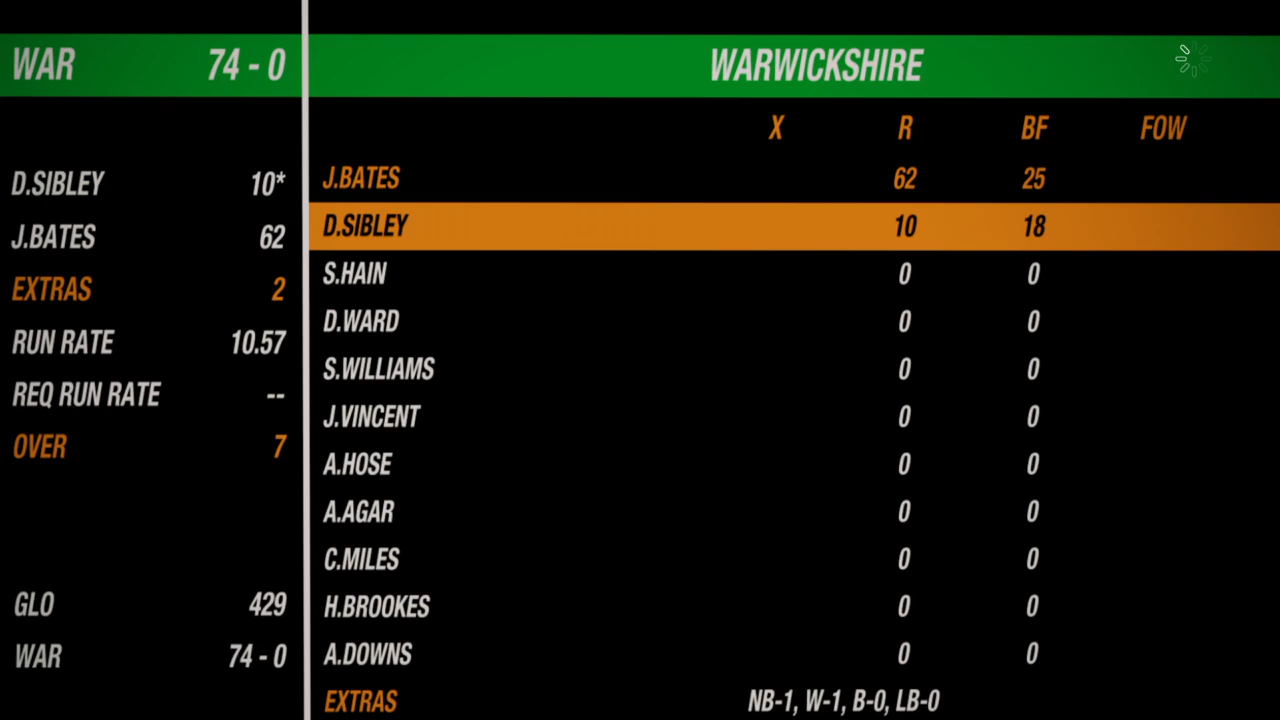 WAR 74 - 0
D.SIBLEY 10*
J.BATES 62
EXTRAS 2
RUN RATE 10.57
REQ RUN RATE --
OVER 7
GLO 429
WAR 74 - 0
WARWICKSHIRE
X R BF FOW
J.BATES 62 25
D.SIBLEY 10 18
S.HAIN 0 0
D.WARD 0 0
S.WILLIAMS 0 0
J.VINCENT 0 0
A.HOSE 0 0
A.AGAR 0 0
C.MILES 0 0
H.BROOKES 0 0
A.DOWNS 0 0
EXTRAS NB-1, W-1, B-0, LB-0